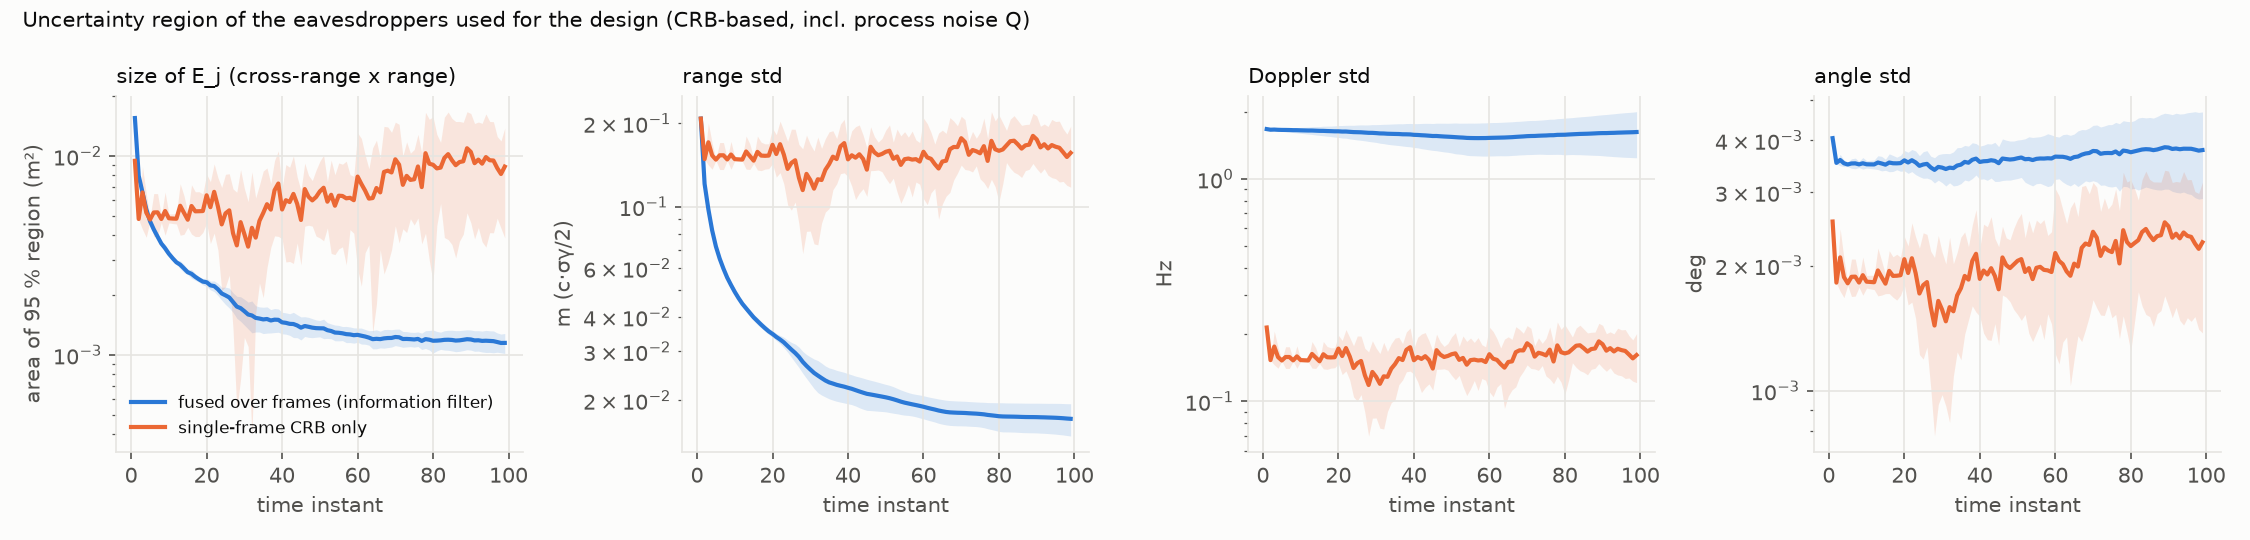 Uncertainty region of the eavesdroppers used for the design (CRB-based, incl. process noise Q)
size of E_j (cross-range x range)
area of 95 % region (m²)
10⁻²
10⁻³
fused over frames (information filter)
single-frame CRB only
0 20 40 60 80 100
time instant
range std
m (c·σγ/2)
2 × 10⁻¹
10⁻¹
6 × 10⁻²
4 × 10⁻²
3 × 10⁻²
2 × 10⁻²
0 20 40 60 80 100
time instant
Doppler std
Hz
10⁰
10⁻¹
0 20 40 60 80 100
time instant
angle std
deg
4 × 10⁻³
3 × 10⁻³
2 × 10⁻³
10⁻³
0 20 40 60 80 100
time instant